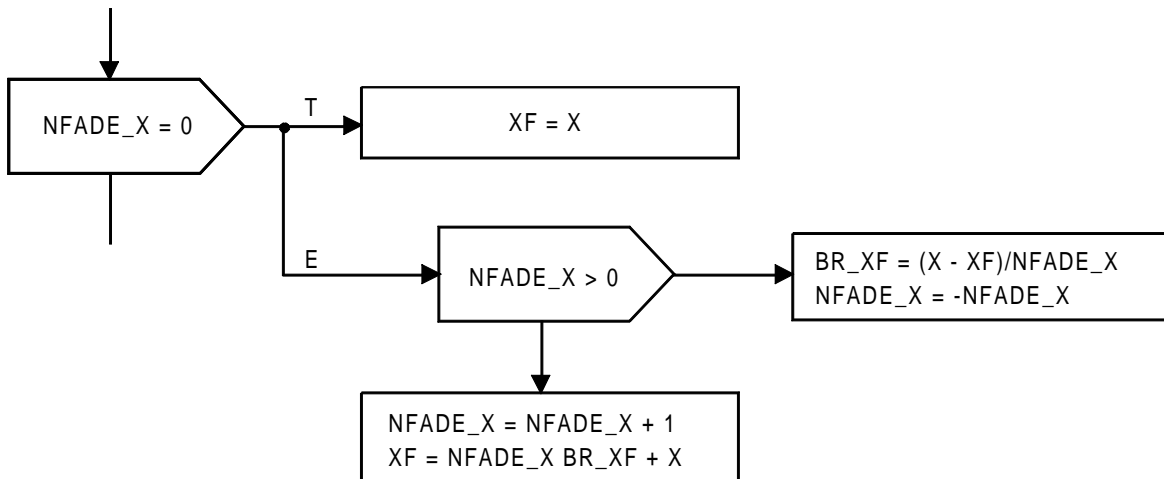 NFADE_X = 0
T
XF = X
E
NFADE_X > 0
BR_XF = (X - XF)/NFADE_X
NFADE_X = -NFADE_X
NFADE_X = NFADE_X + 1
XF = NFADE_X BR_XF + X